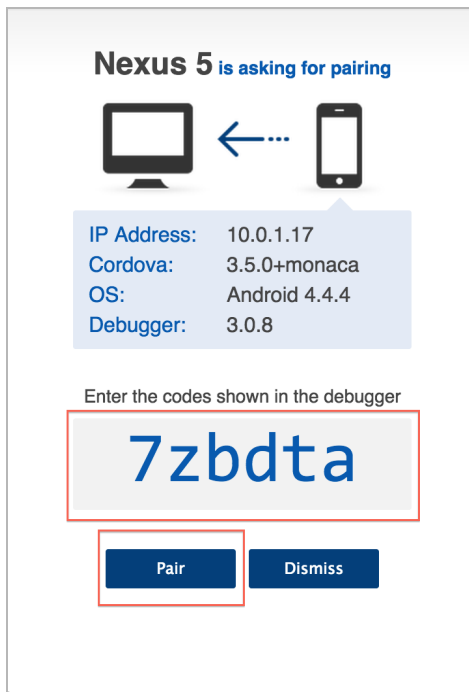 Nexus 5 is asking for pairing
IP Address: 10.0.1.17
Cordova: 3.5.0+monaca
OS: Android 4.4.4
Debugger: 3.0.8
Enter the codes shown in the debugger
7zbdta
Pair Dismiss